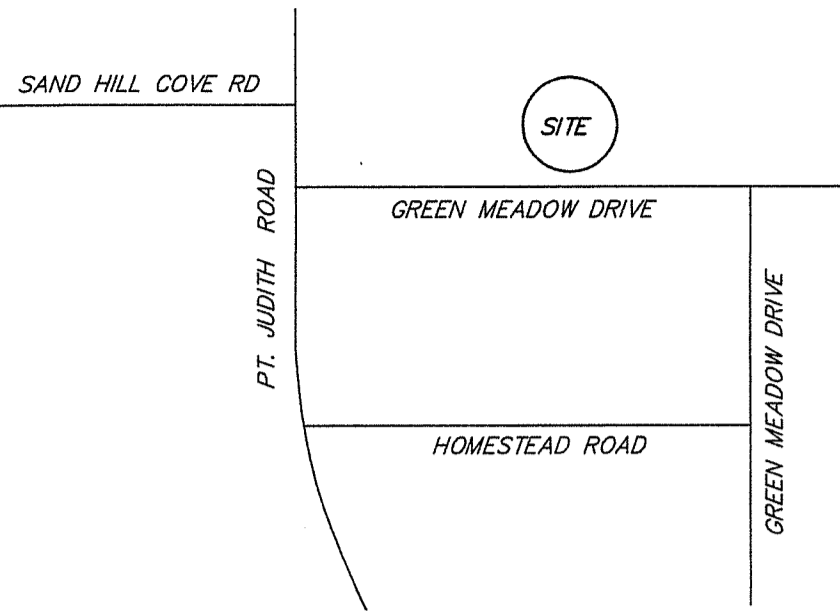 SAND HILL COVE RD
SITE
GREEN MEADOW DRIVE
PT. JUDITH ROAD
GREEN MEADOW DRIVE
HOMESTEAD ROAD